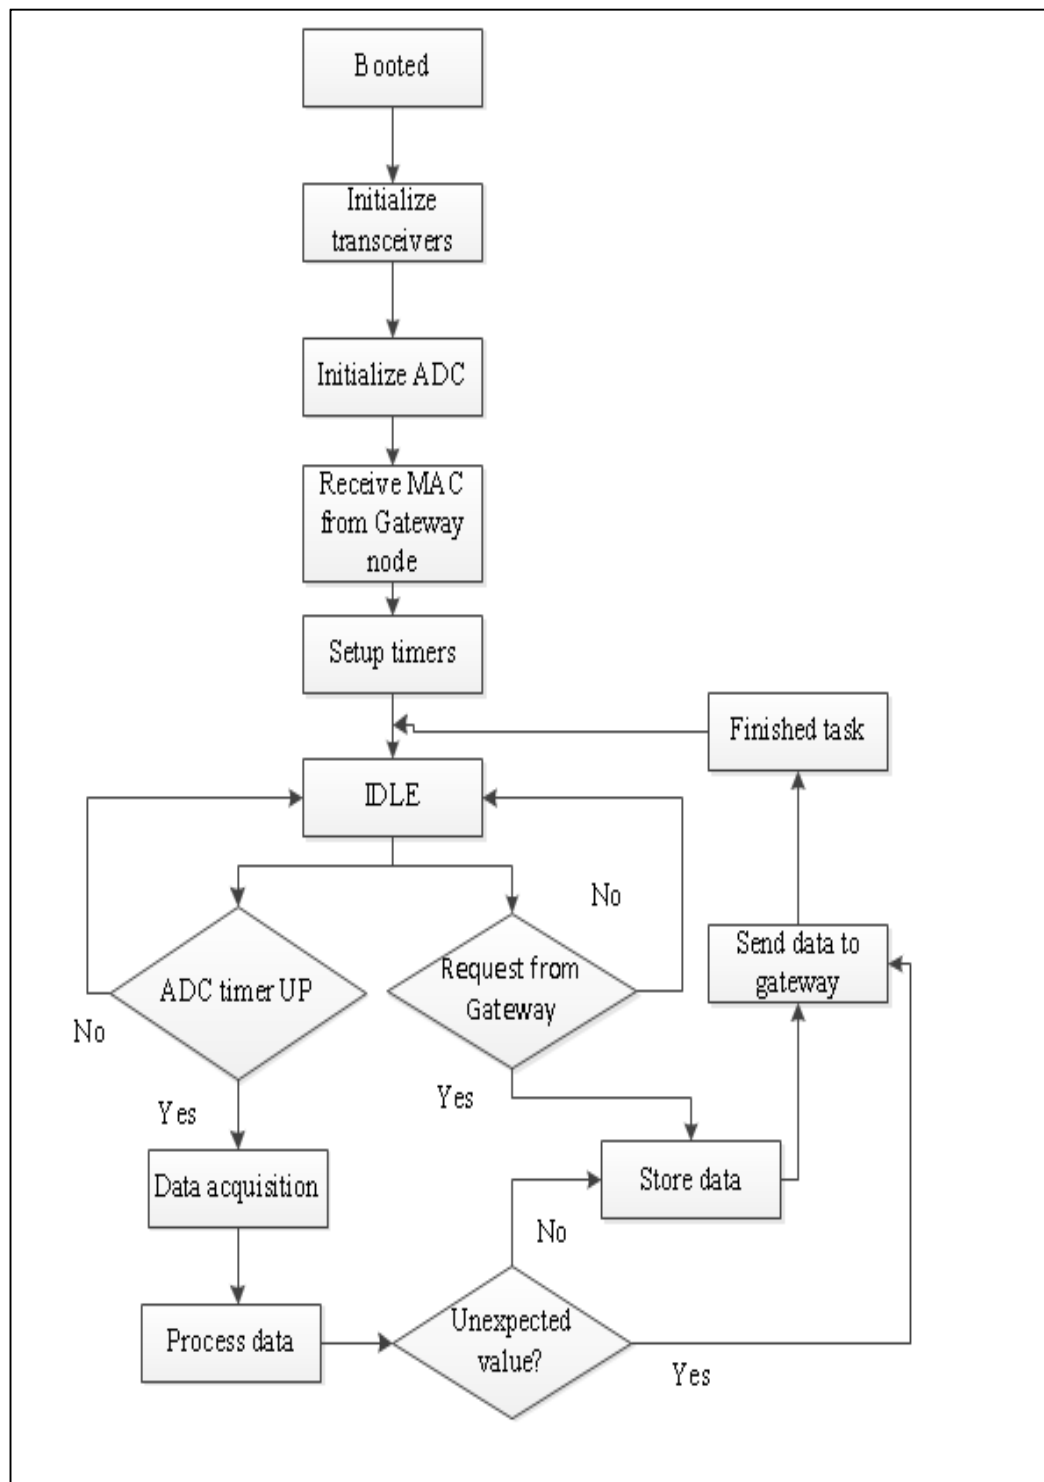 Booted
Initialize
transceivers
Initialize ADC
Receive MAC
from Gateway
node
Setup timers
Finished task
IDLE
No
Send data to
gateway
ADC timer UP
Request from
Gateway
No
Yes
Yes
Data acquisition
Store data
No
Process data
Unexpected
value?
Yes